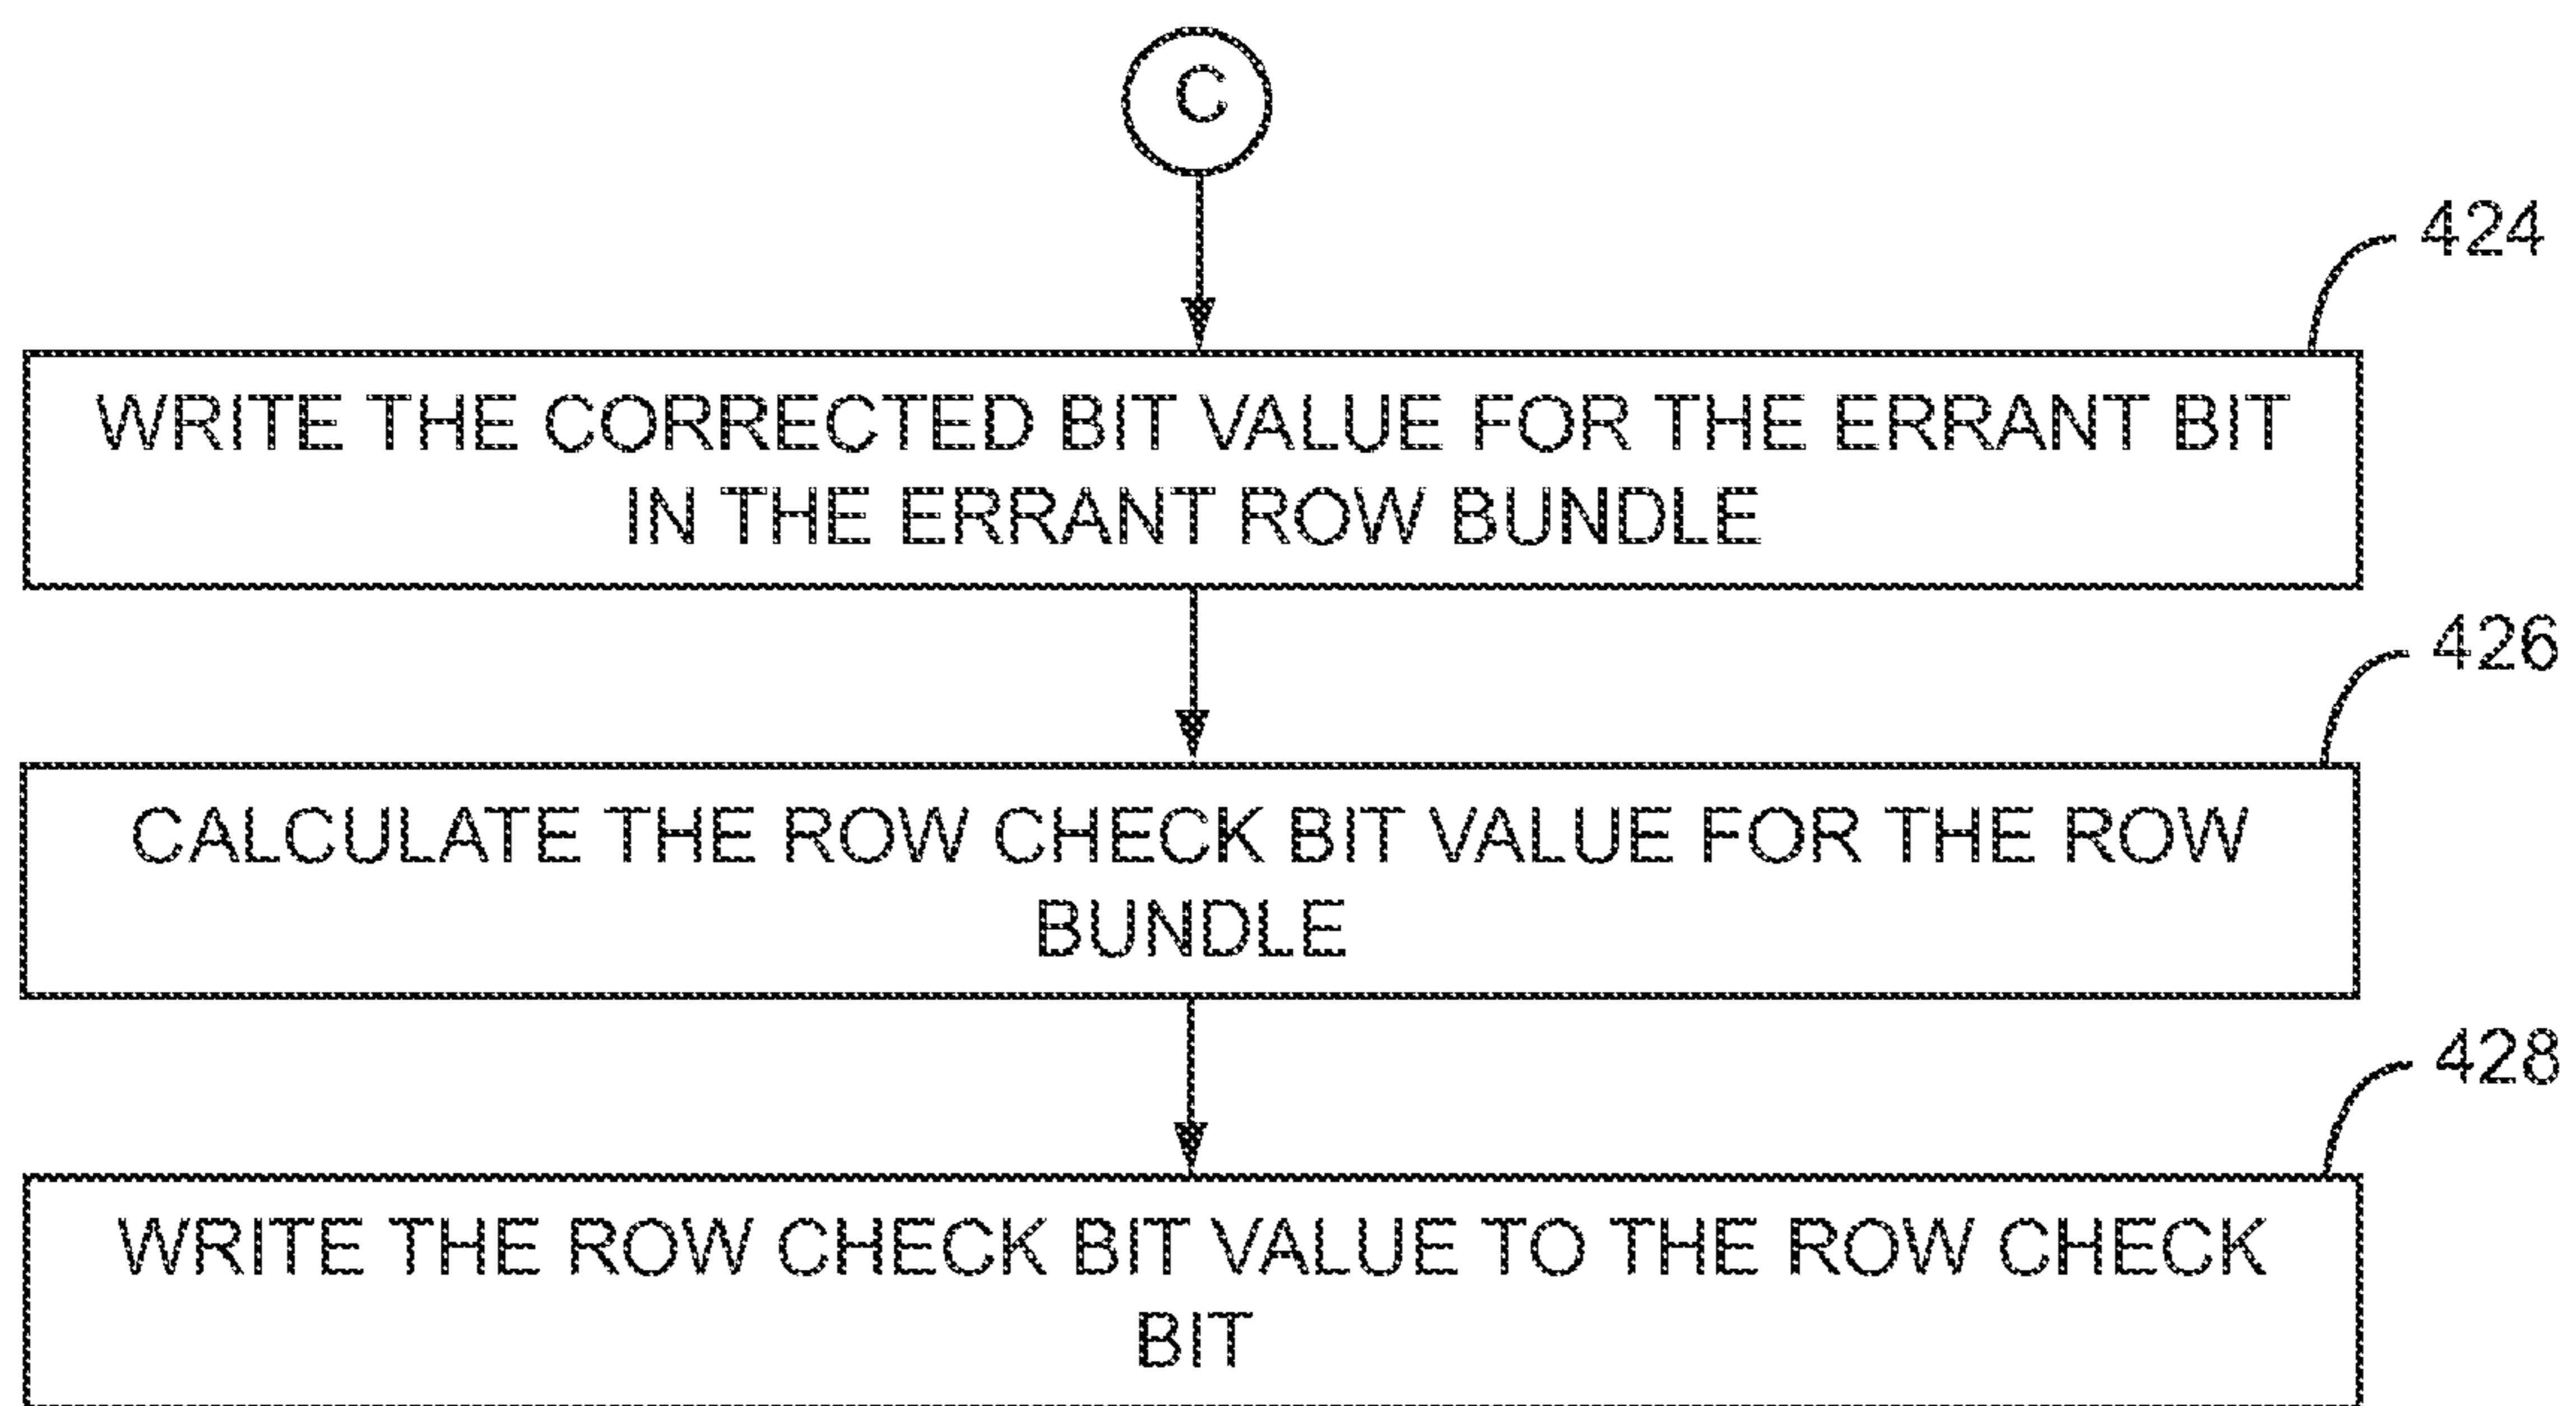 C
424
WRITE THE CORRECTED BIT VALUE FOR THE ERRANT BIT
IN THE ERRANT ROW BUNDLE
426
CALCULATE THE ROW CHECK BIT VALUE FOR THE ROW
BUNDLE
428
WRITE THE ROW CHECK BIT VALUE TO THE ROW CHECK
BIT